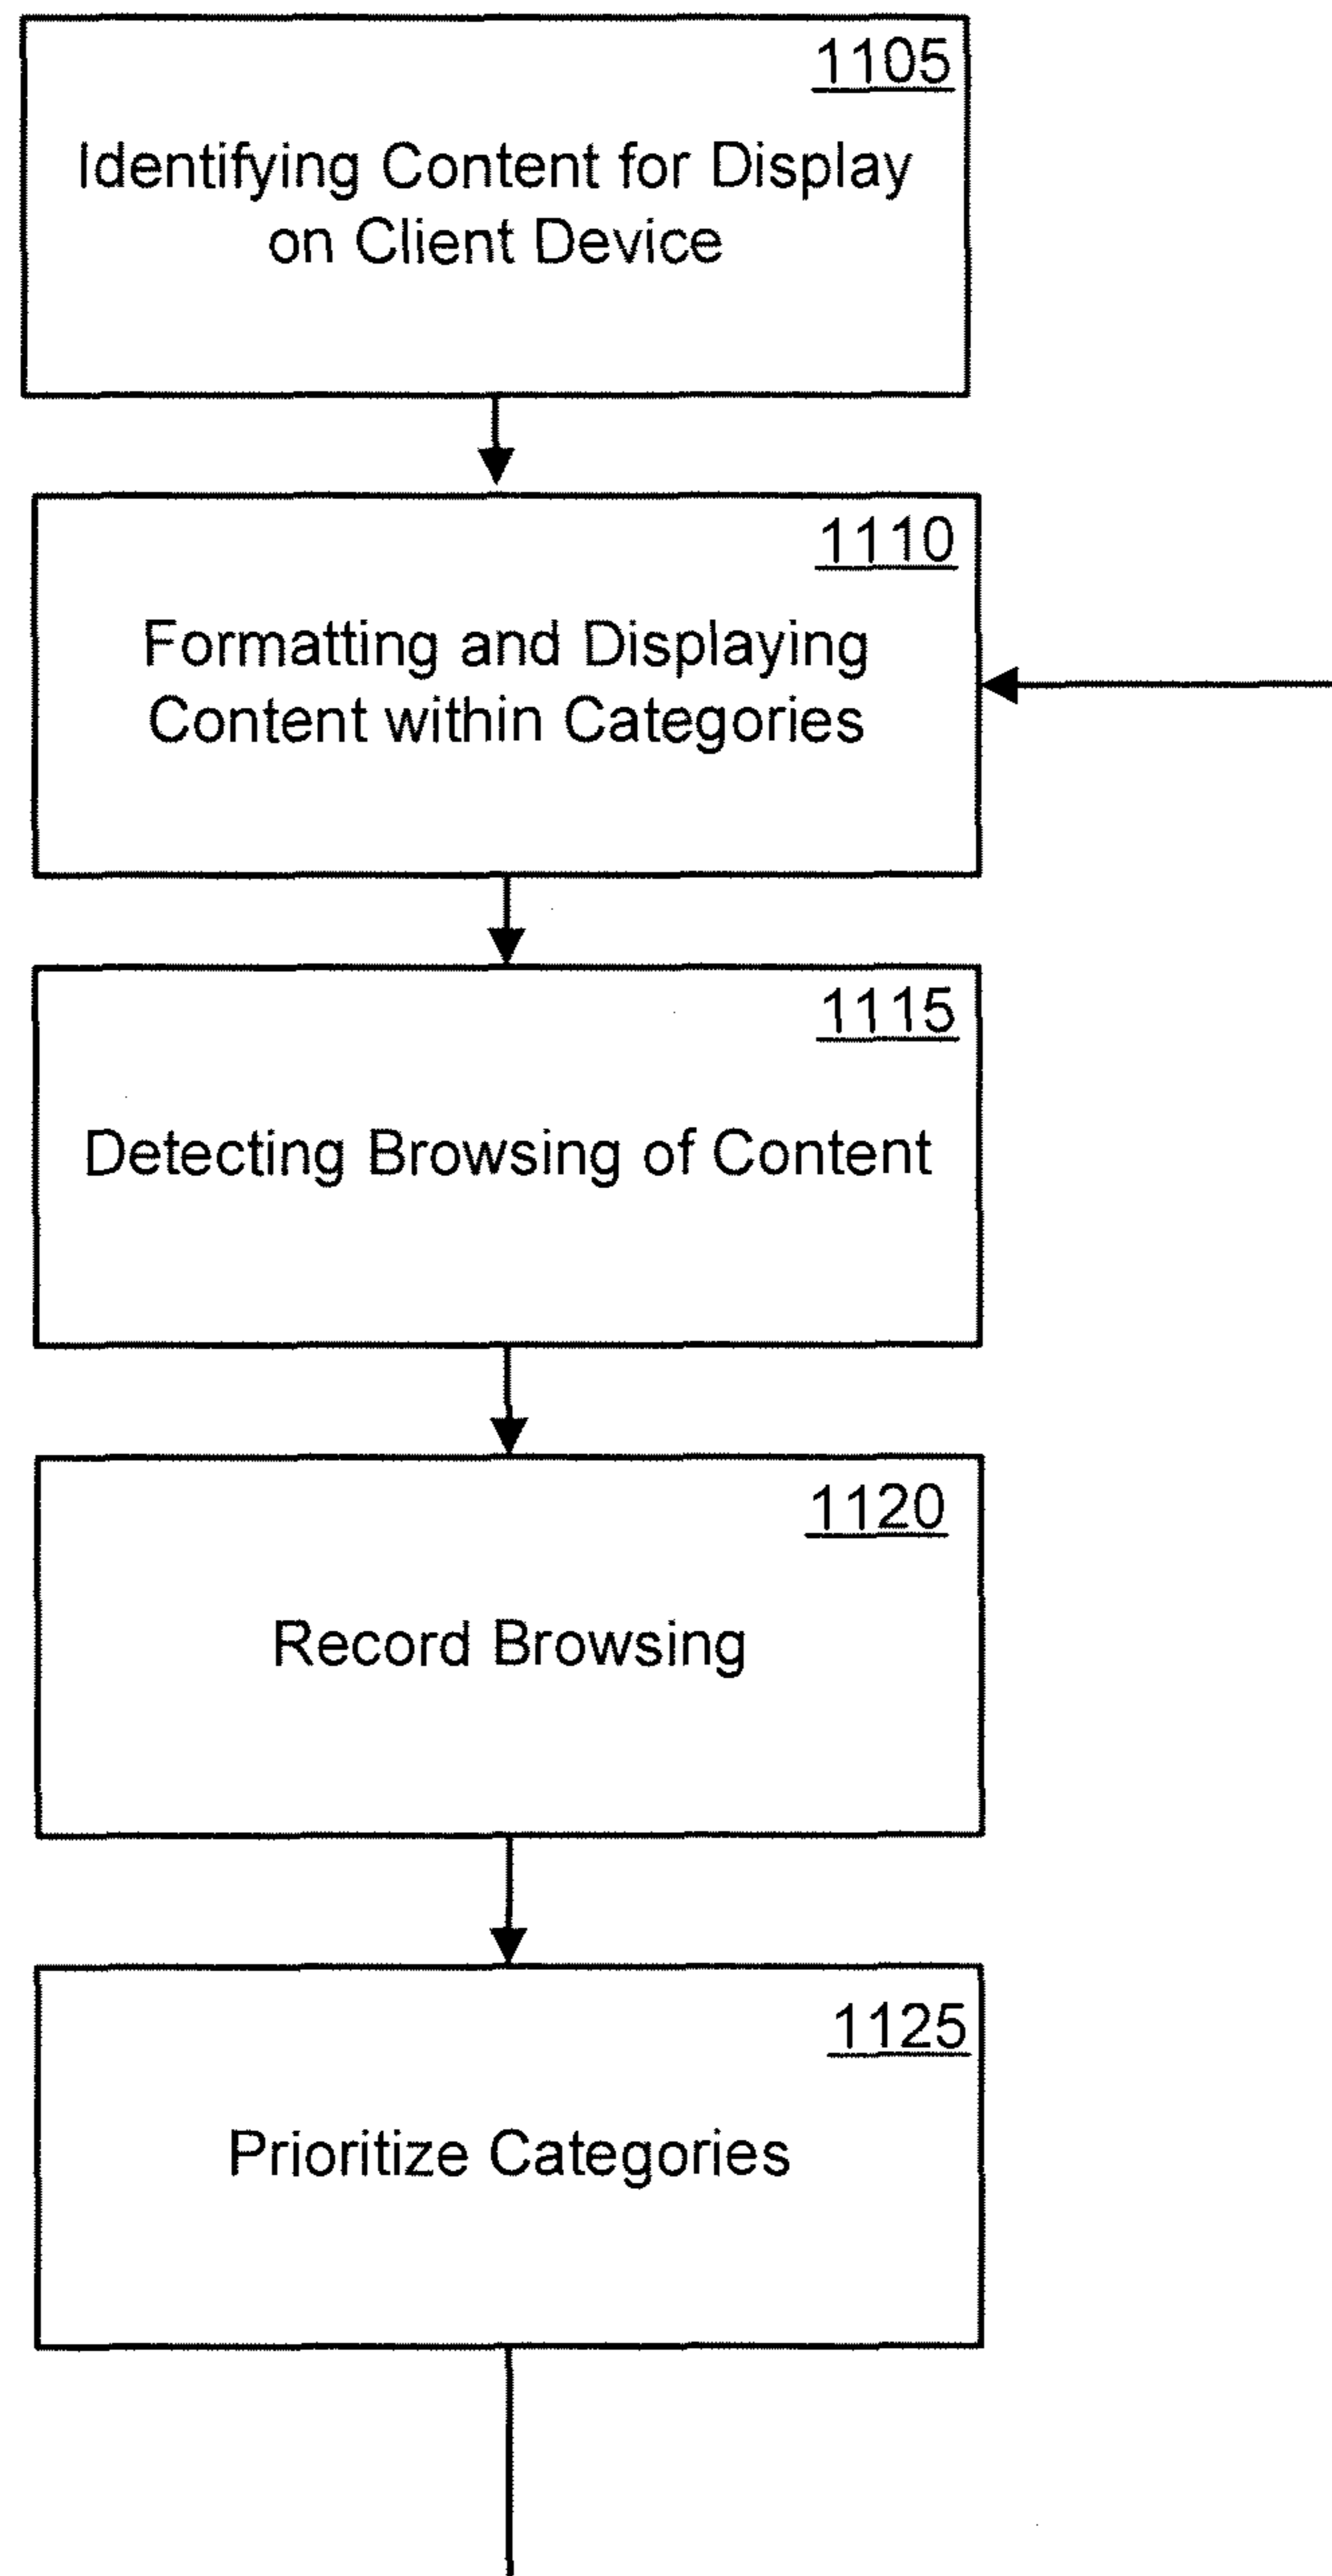 1105
Identifying Content for Display
on Client Device
1110
Formatting and Displaying
Content within Categories
1115
Detecting Browsing of Content
1120
Record Browsing
1125
Prioritize Categories